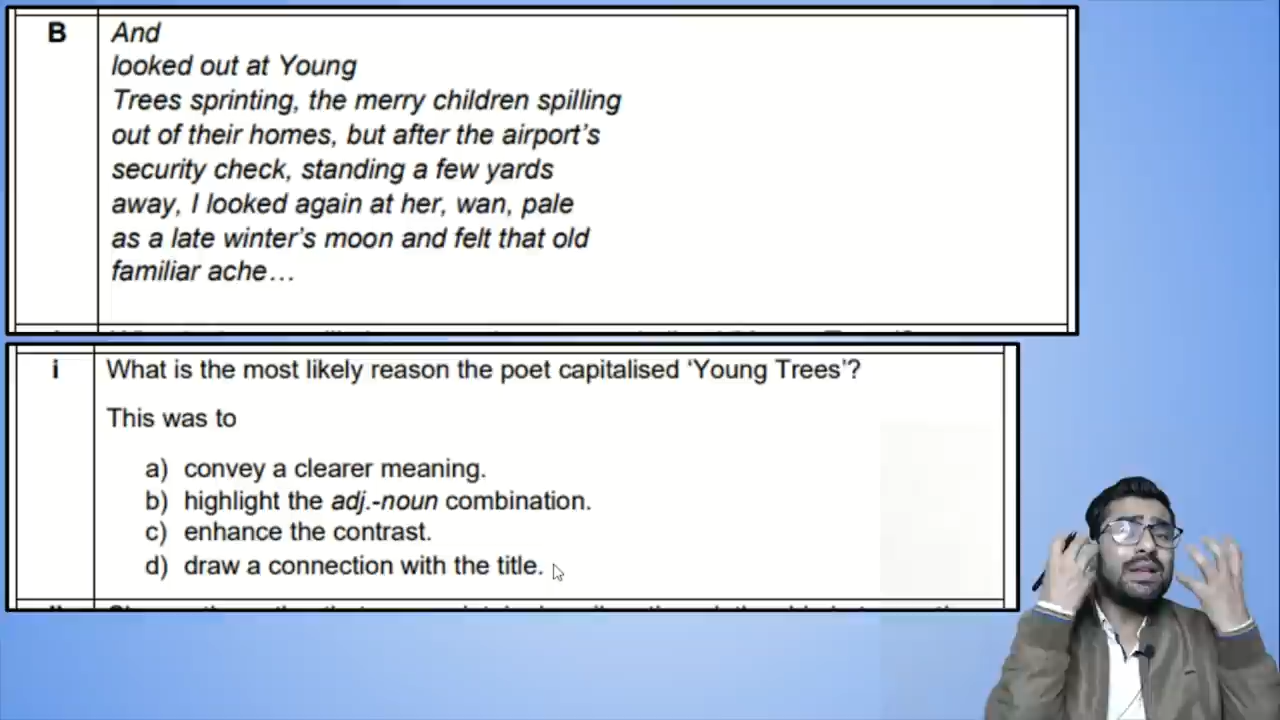 B
And
looked out at Young
Trees sprinting, the merry children spilling
out of their homes, but after the airport’s
security check, standing a few yards
away, I looked again at her, wan, pale
as a late winter’s moon and felt that old
familiar ache…
i
What is the most likely reason the poet capitalised ‘Young Trees’?
This was to
a) convey a clearer meaning.
b) highlight the adj.-noun combination.
c) enhance the contrast.
d) draw a connection with the title.